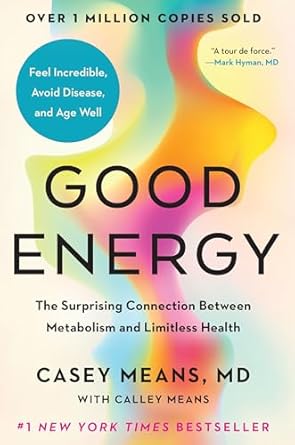 OVER 1 MILLION COPIES SOLD
Feel Incredible,
Avoid Disease,
and Age Well
"A tour de force."
—Mark Hyman, MD
GOOD
ENERGY
The Surprising Connection Between
Metabolism and Limitless Health
CASEY MEANS, MD
WITH CALLEY MEANS
#1 NEW YORK TIMES BESTSELLER